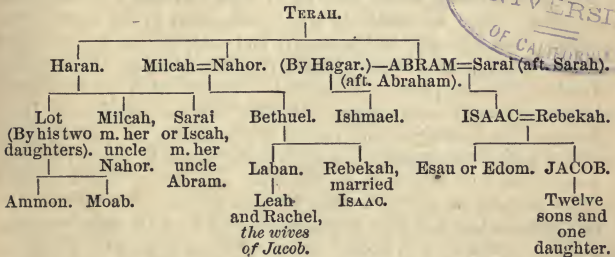 TERAH.
Haran. Milcah=Nahor. (By Hagar.)—ABRAM=Sarai (aft. Sarah).
(aft. Abraham).
Lot Milcah, Sarai Bethuel. Ishmael. ISAAC=Rebekah.
(By his two m. her or Iscah,
daughters). uncle m. her
Nahor. uncle Laban. Rebekah, Esau or Edom. JACOB.
Abram. married
Ammon. Moab. Leah ISAAC. Twelve
and Rachel, sons and
the wives one
of Jacob. daughter.
OF CALIFORNIA